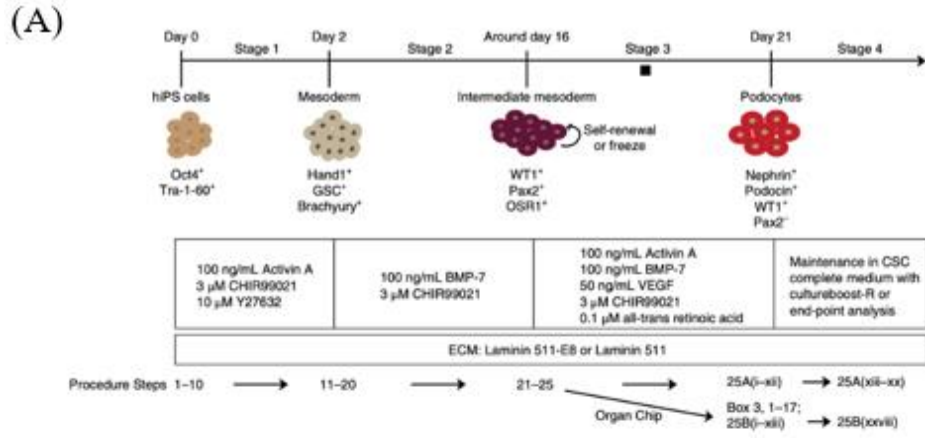 (A)
Day 0
Stage 1
Day 2
Stage 2
Around day 16
Stage 3
Day 21
Stage 4
hiPS cells
Mesoderm
Intermediate mesoderm
Podocytes
Self-renewal
or freeze
Oct4⁺
Tra-1-60⁺
Hand1⁺
GSC⁺
Brachyury⁺
WT1⁺
Pax2⁺
OSR1⁺
Nephrin⁺
Podocin⁺
WT1⁺
Pax2⁻
100 ng/mL Activin A
3 µM CHIR99021
10 µM Y27632
100 ng/mL BMP-7
3 µM CHIR99021
100 ng/mL Activin A
100 ng/mL BMP-7
50 ng/mL VEGF
3 µM CHIR99021
0.1 µM all-trans retinoic acid
Maintenance in CSC
complete medium with
cultureboost-R or
end-point analysis
ECM: Laminin 511-E8 or Laminin 511
Procedure Steps 1–10 → 11–20 → 21–25 → 25A(i–xii) → 25A(xiii–xx)
Organ Chip
Box 3, 1–17;
25B(i–xiii) → 25B(xxviii)